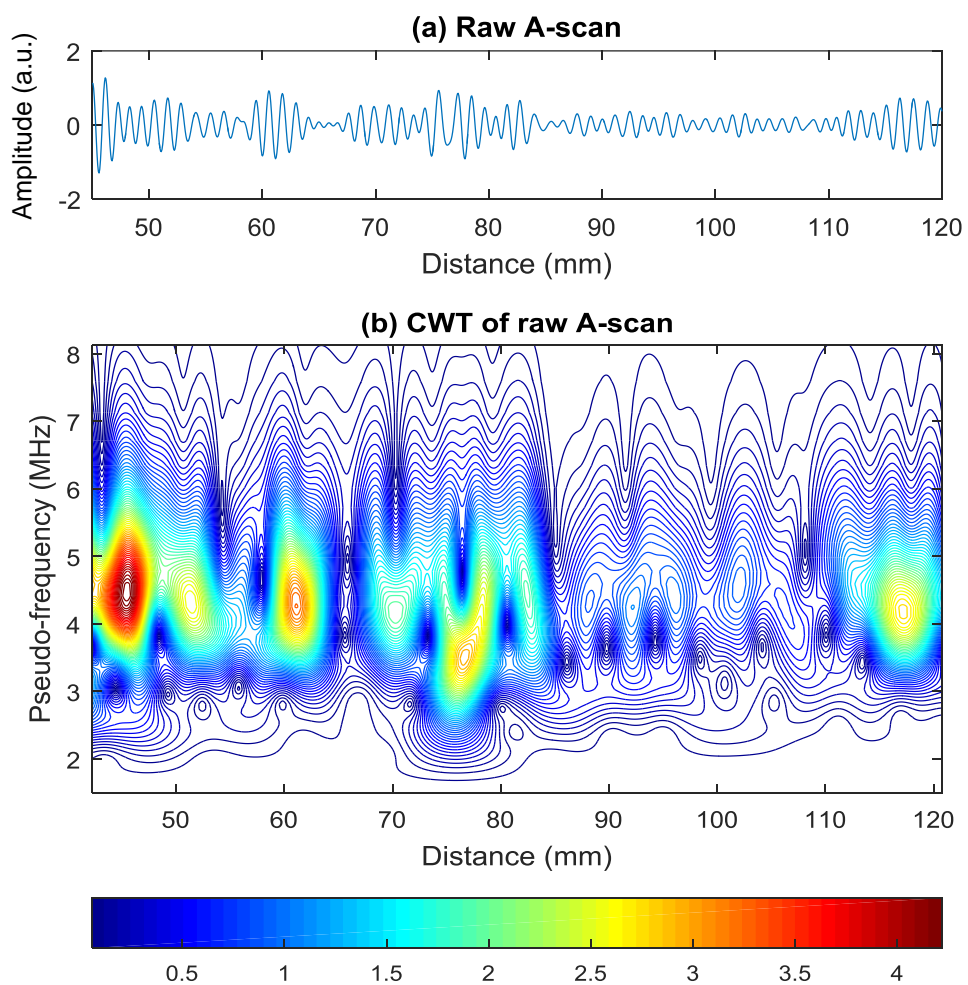 (a) Raw A-scan
Amplitude (a.u.)
2
0
-2
50 60 70 80 90 100 110 120
Distance (mm)
(b) CWT of raw A-scan
Pseudo-frequency (MHz)
8
7
6
5
4
3
2
50 60 70 80 90 100 110 120
Distance (mm)
0.5 1 1.5 2 2.5 3 3.5 4